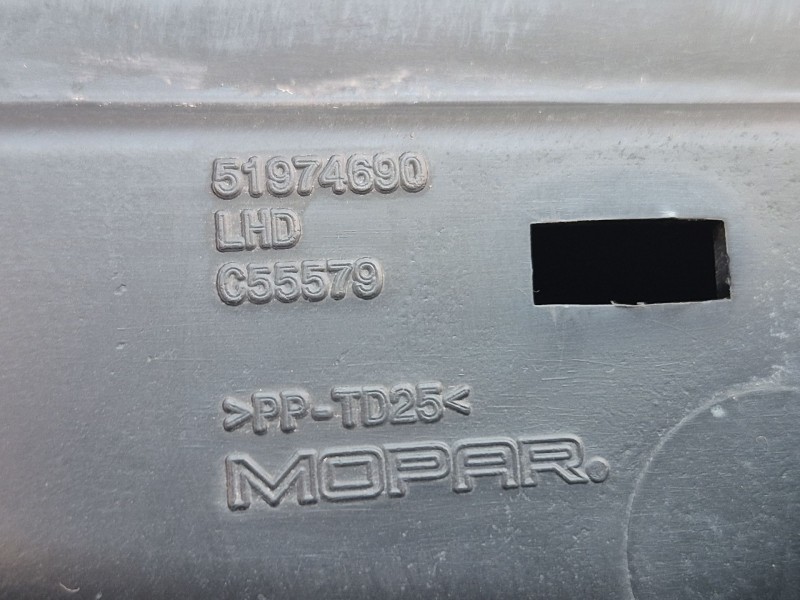 51974690
LHD
C55579
>PP-TD25<
MOPAR.